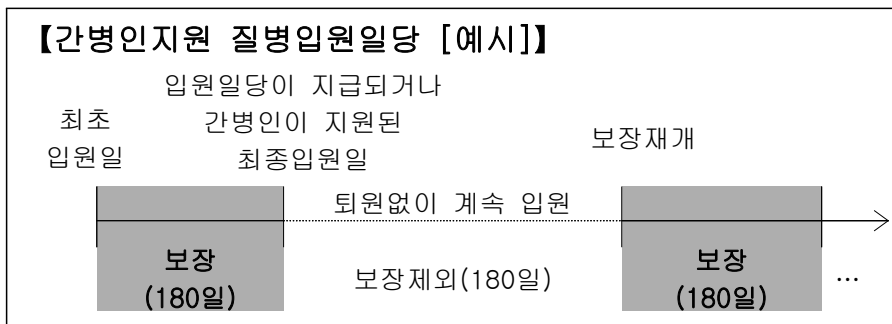 【간병인지원 질병입원일당 [예시]】
최초
입원일
입원일당이 지급되거나
간병인이 지원된
최종입원일
보장재개
퇴원없이 계속 입원
보장
(180일)
보장제외(180일)
보장
(180일)
…